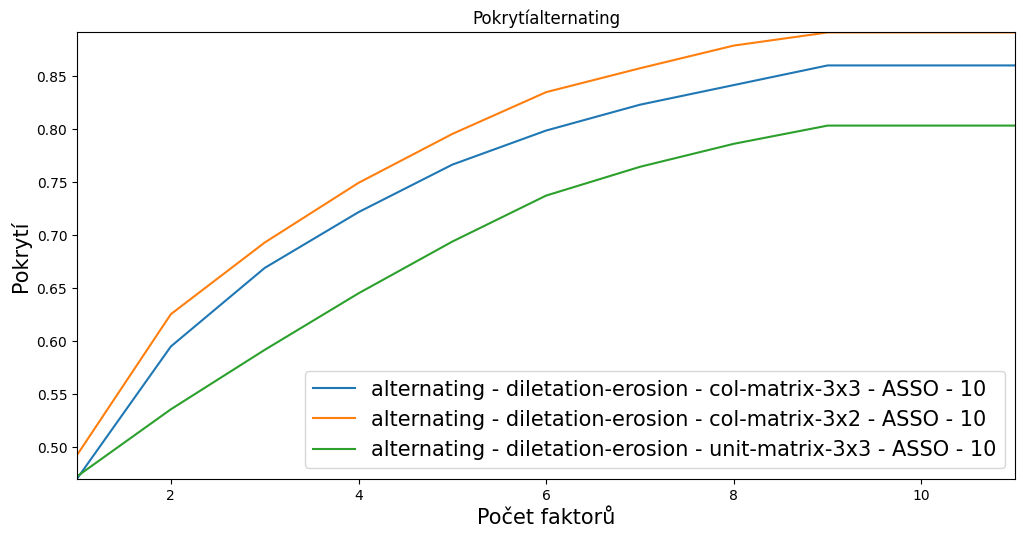 Pokrytíalternating
Pokrytí
0.85
0.80
0.75
0.70
0.65
0.60
0.55
0.50
alternating - diletation-erosion - col-matrix-3x3 - ASSO - 10
alternating - diletation-erosion - col-matrix-3x2 - ASSO - 10
alternating - diletation-erosion - unit-matrix-3x3 - ASSO - 10
2 4 6 8 10
Počet faktorů